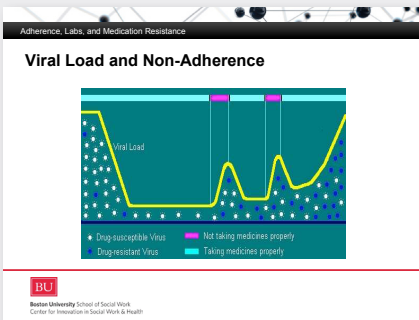 Adherence, Labs, and Medication Resistance
Viral Load and Non-Adherence
Viral Load
Drug-susceptible Virus
Not taking medicines properly
Drug-resistant Virus
Taking medicines properly
BU
Boston University School of Social Work
Center for Innovation in Social Work & Health